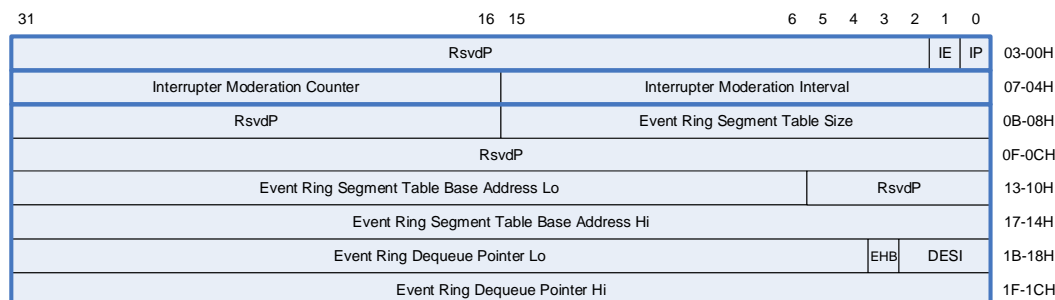 31 16 15 6 5 4 3 2 1 0
RsvdP IE IP 03-00H
Interrupter Moderation Counter Interrupter Moderation Interval 07-04H
RsvdP Event Ring Segment Table Size 0B-08H
RsvdP 0F-0CH
Event Ring Segment Table Base Address Lo RsvdP 13-10H
Event Ring Segment Table Base Address Hi 17-14H
Event Ring Dequeue Pointer Lo EHB DESI 1B-18H
Event Ring Dequeue Pointer Hi 1F-1CH